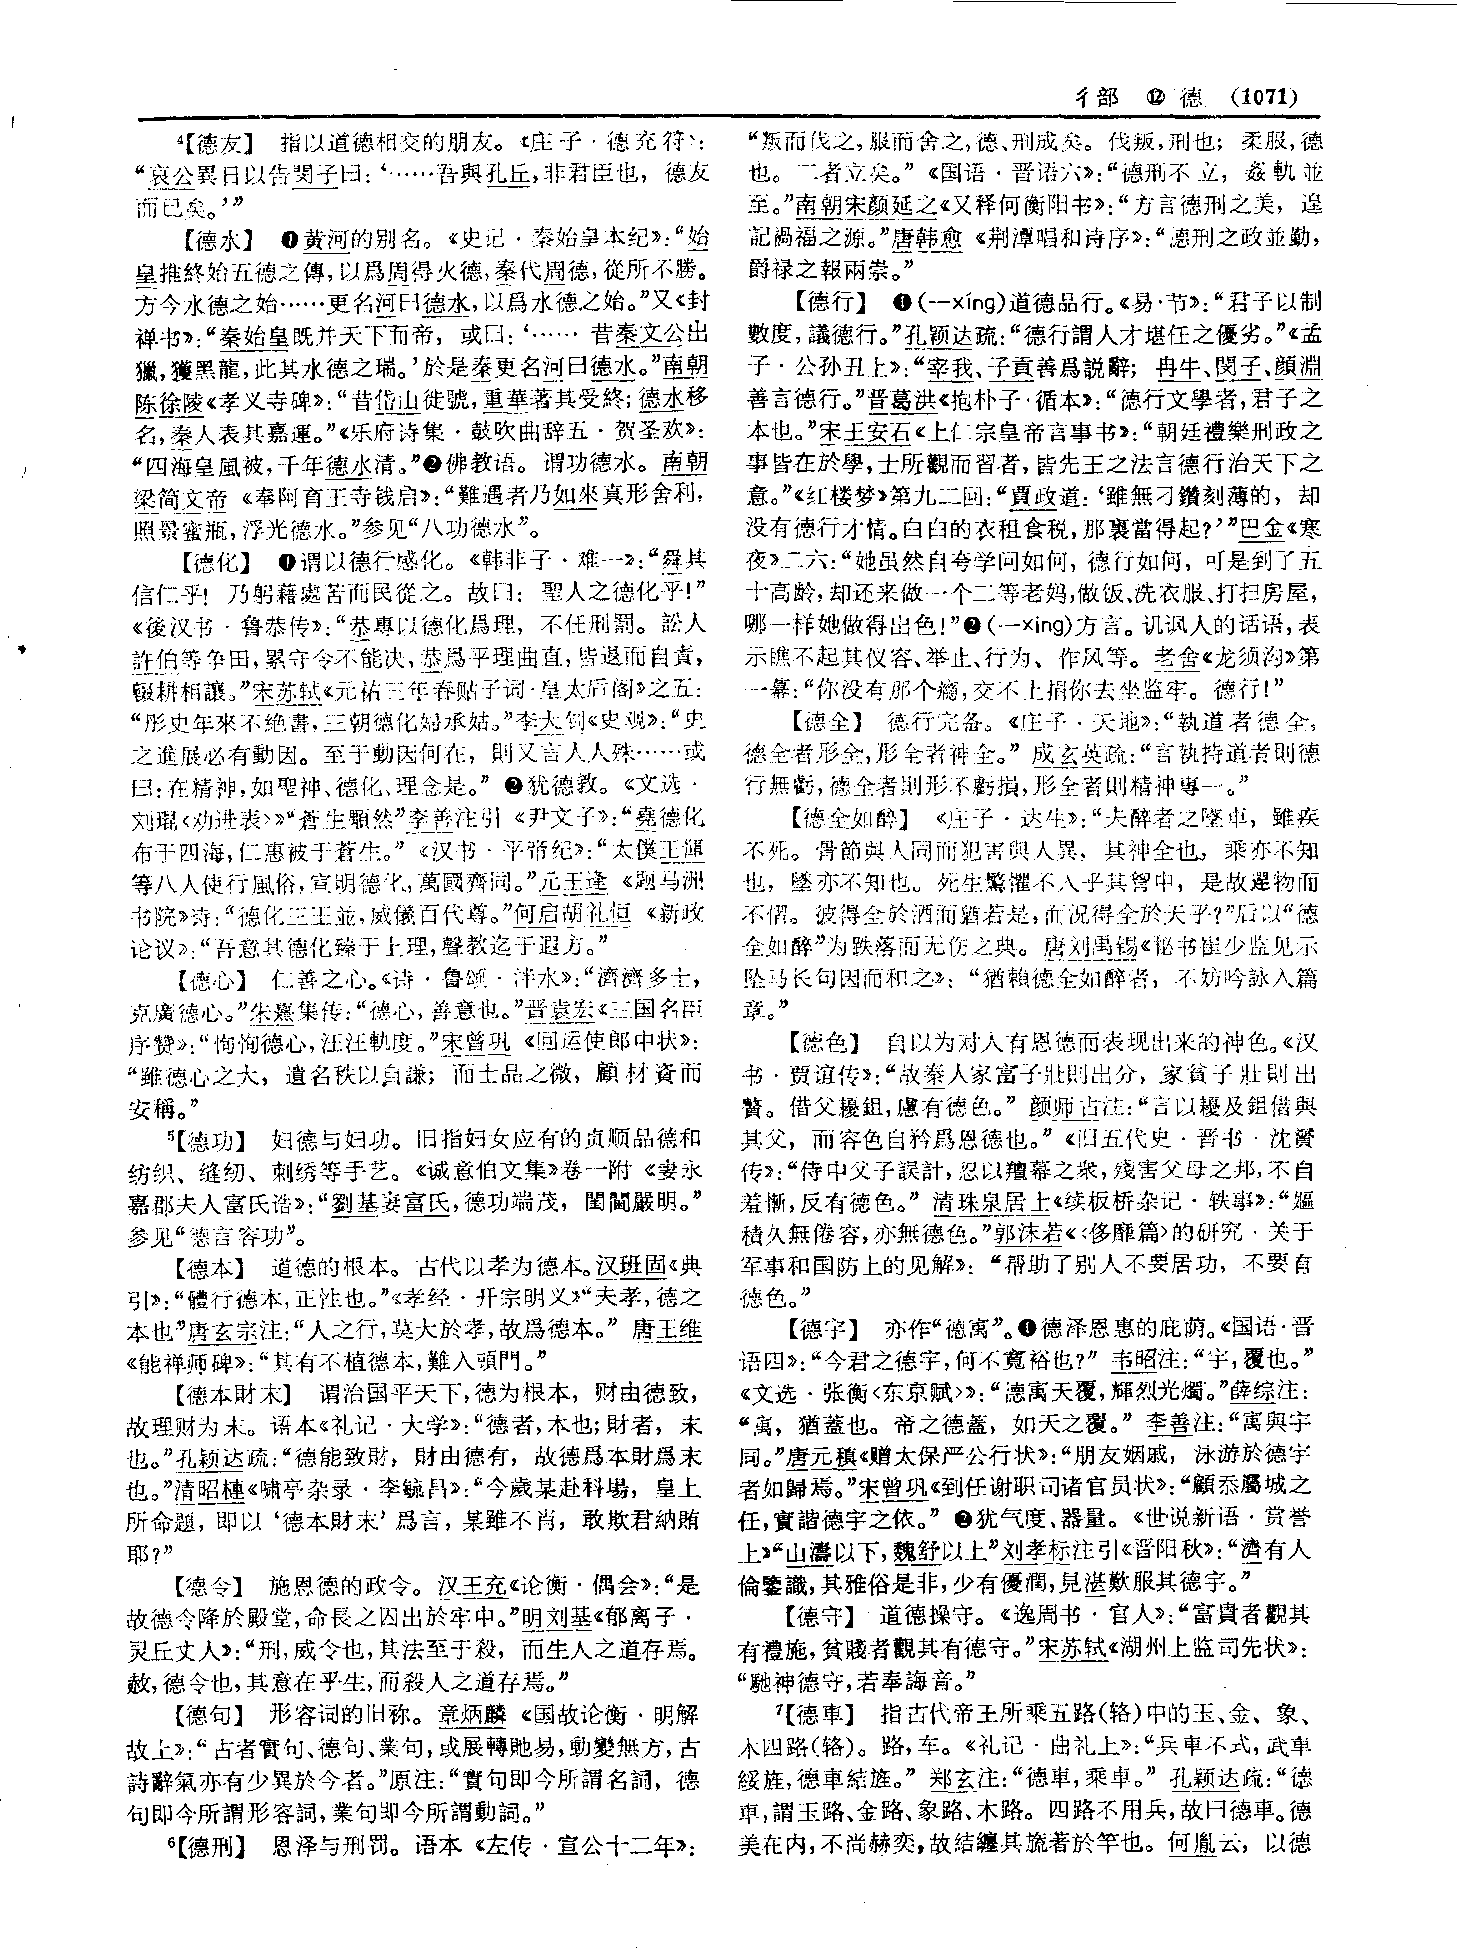 彳部 ⑫ 德 (1071)
⁴【德友】 指以道德相交的朋友。《庄子·德充符》：
“哀公異日以告閔子曰：‘……吾與孔丘，非君臣也，德友
而已矣。’”
【德水】 ❶黄河的别名。《史记·秦始皇本纪》：“始
皇推終始五德之傳，以爲周得火德，秦代周德，從所不勝。
方今水德之始……更名河曰德水，以爲水德之始。”又《封
禅书》：“秦始皇既并天下而帝，或曰：‘…… 昔秦文公出
獵，獲黑龍，此其水德之瑞。’於是秦更名河曰德水。”南朝
陈徐陵《孝义寺碑》：“昔岱山徙號，重華著其受終；德水移
名，秦人表其嘉運。”《乐府诗集·鼓吹曲辞五·贺圣欢》：
“四海皇風被，千年德水清。”❷佛教语。谓功德水。南朝
梁简文帝《奉阿育王寺钱启》：“難遇者乃如來真形舍利，
照景蜜瓶，浮光德水。”参见“八功德水”。
【德化】 ❶谓以德行感化。《韩非子·难一》：“舜其
信仁乎！乃躬藉處苦而民從之。故曰：聖人之德化乎！”
《後汉书·鲁恭传》：“恭專以德化爲理，不任刑罰。訟人
許伯等争田，累守令不能决，恭爲平理曲直，皆退而自責，
輟耕相讓。”宋苏轼《元祐三年春贴子词·皇太后阁》之五：
“彤史年來不绝書，三朝德化婦承姑。”李大钊《史观》：“史
之進展必有動因。至于動因何在，則又言人人殊……或
曰：在精神，如聖神、德化、理念是。” ❷犹德教。《文选·
刘琨〈劝进表〉》“蒼生顒然”李善注引《尹文子》：“堯德化
布于四海，仁惠被于蒼生。”《汉书·平帝纪》：“太僕王惲
等八人使行風俗，宣明德化，萬國齊同。”元王逢《题马洲
书院》诗：“德化三王並，威儀百代尊。”何启胡礼恒《新政
论议》：“吾意其德化臻于上理，聲教迄于遐方。”
【德心】 仁善之心。《诗·鲁颂·泮水》：“濟濟多士，
克廣德心。”朱熹集传：“德心，善意也。”晋袁宏《三国名臣
序赞》：“恂恂德心，汪汪軌度。”宋曾巩《回运使郎中状》：
“雖德心之大，遺名秩以自謙；而士品之微，顧材資而
安稱。”
⁵【德功】 妇德与妇功。旧指妇女应有的贞顺品德和
纺织、缝纫、刺绣等手艺。《诚意伯文集》卷一附《妻永
嘉郡夫人富氏诰》：“劉基妻富氏，德功端茂，閨閫嚴明。”
参见“德言容功”。
【德本】 道德的根本。古代以孝为德本。汉班固《典
引》：“體行德本，正性也。”《孝经·开宗明义》“夫孝，德之
本也”唐玄宗注：“人之行，莫大於孝，故爲德本。”唐王维
《能禅师碑》：“其有不植德本，難入頭門。”
【德本財末】 谓治国平天下，德为根本，财由德致，
故理财为末。语本《礼记·大学》：“德者，本也；財者，末
也。”孔颖达疏：“德能致財，財由德有，故德爲本財爲末
也。”清昭槤《啸亭杂录·李毓昌》：“今歲某赴科場，皇上
所命題，即以‘德本財末’爲言，某雖不肖，敢欺君納賄
耶？”
【德令】 施恩德的政令。汉王充《论衡·偶会》：“是
故德令降於殿堂，命長之囚出於牢中。”明刘基《郁离子·
灵丘丈人》：“刑，威令也，其法至于殺，而生人之道存焉。
赦，德令也，其意在乎生，而殺人之道存焉。”
【德句】 形容词的旧称。章炳麟《国故论衡·明解
故上》：“古者實句、德句、業句，或展轉貤易，動變無方，古
詩辭氣亦有少異於今者。”原注：“實句即今所謂名詞，德
句即今所謂形容詞，業句即今所謂動詞。”
⁶【德刑】 恩泽与刑罚。语本《左传·宣公十二年》：
“叛而伐之，服而舍之，德、刑成矣。伐叛，刑也；柔服，德
也。二者立矣。”《国语·晋语六》：“德刑不立，姦軌並
至。”南朝宋颜延之《又释何衡阳书》：“方言德刑之美，遑
記禍福之源。”唐韩愈《荆潭唱和诗序》：“德刑之政並勤，
爵禄之報兩崇。”
【德行】 ❶(—xíng)道德品行。《易·节》：“君子以制
數度，議德行。”孔颖达疏：“德行謂人才堪任之優劣。”《孟
子·公孙丑上》：“宰我、子貢善爲説辭；冉牛、閔子、顔淵
善言德行。”晋葛洪《抱朴子·循本》：“德行文學者，君子之
本也。”宋王安石《上仁宗皇帝言事书》：“朝廷禮樂刑政之
事皆在於學，士所觀而習者，皆先王之法言德行治天下之
意。”《红楼梦》第九二回：“賈政道：‘雖無刁鑽刻薄的，却
没有德行才情。白白的衣租食税，那裏當得起？’”巴金《寒
夜》二六：“她虽然自夸学问如何，德行如何，可是到了五
十高龄，却还来做一个二等老妈，做饭、洗衣服、打扫房屋，
哪一样她做得出色！”❷(—xing)方言。讥讽人的话语，表
示瞧不起其仪容、举止、行为、作风等。老舍《龙须沟》第
一幕：“你没有那个瘾，交不上捐你去坐监牢。德行！”
【德全】 德行完备。《庄子·天地》：“執道者德全，
德全者形全，形全者神全。”成玄英疏：“言執持道者則德
行無虧，德全者則形不虧損，形全者則精神專一。”
【德全如醉】 《庄子·达生》：“夫醉者之墜車，雖疾
不死。骨節與人同而犯害與人異，其神全也，乘亦不知
也，墜亦不知也。死生驚懼不入乎其胷中，是故遻物而
不慴。彼得全於酒而猶若是，而況得全於天乎？”后以“德
全如醉”为跌落而无伤之典。唐刘禹锡《秘书崔少监见示
坠马长句因而和之》：“猶賴德全如醉者，不妨吟詠入篇
章。”
【德色】 自以为对人有恩德而表现出来的神色。《汉
书·贾谊传》：“故秦人家富子壯則出分，家貧子壯則出
贅。借父耰鉏，慮有德色。”颜师古注：“言以耰及鉏借與
其父，而容色自矜爲恩德也。”《旧五代史·晋书·沈赟
传》：“侍中父子誤計，忍以羶幕之衆，殘害父母之邦，不自
羞慚，反有德色。”清珠泉居士《续板桥杂记·轶事》：“嫗
積久無倦容，亦無德色。”郭沫若《〈侈靡篇〉的研究·关于
军事和国防上的见解》：“帮助了别人不要居功，不要有
德色。”
【德宇】 亦作“德㝢”。❶德泽恩惠的庇荫。《国语·晋
语四》：“今君之德宇，何不寬裕也？”韦昭注：“宇，覆也。”
《文选·张衡〈东京赋〉》：“德㝢天覆，輝烈光燭。”薛综注：
“㝢，猶蓋也。帝之德蓋，如天之覆。”李善注：“㝢與宇
同。”唐元稹《赠太保严公行状》：“朋友姻戚，泳游於德宇
者如歸焉。”宋曾巩《到任谢职司诸官员状》：“顧忝屬城之
任，實諧德宇之依。” ❷犹气度、器量。《世说新语·赏誉
上》“山濤以下，魏舒以上”刘孝标注引《晋阳秋》：“濟有人
倫鑒識，其雅俗是非，少有優潤，見湛歎服其德宇。”
【德守】 道德操守。《逸周书·官人》：“富貴者觀其
有禮施，貧賤者觀其有德守。”宋苏轼《湖州上监司先状》：
“馳神德守，若奉誨音。”
⁷【德車】 指古代帝王所乘五路(辂)中的玉、金、象、
木四路(辂)。路，车。《礼记·曲礼上》：“兵車不式，武車
綏旌，德車結旌。”郑玄注：“德車，乘車。”孔颖达疏：“德
車，謂玉路、金路、象路、木路。四路不用兵，故曰德車。德
美在内，不尚赫奕，故結纏其旒著於竿也。何胤云，以德